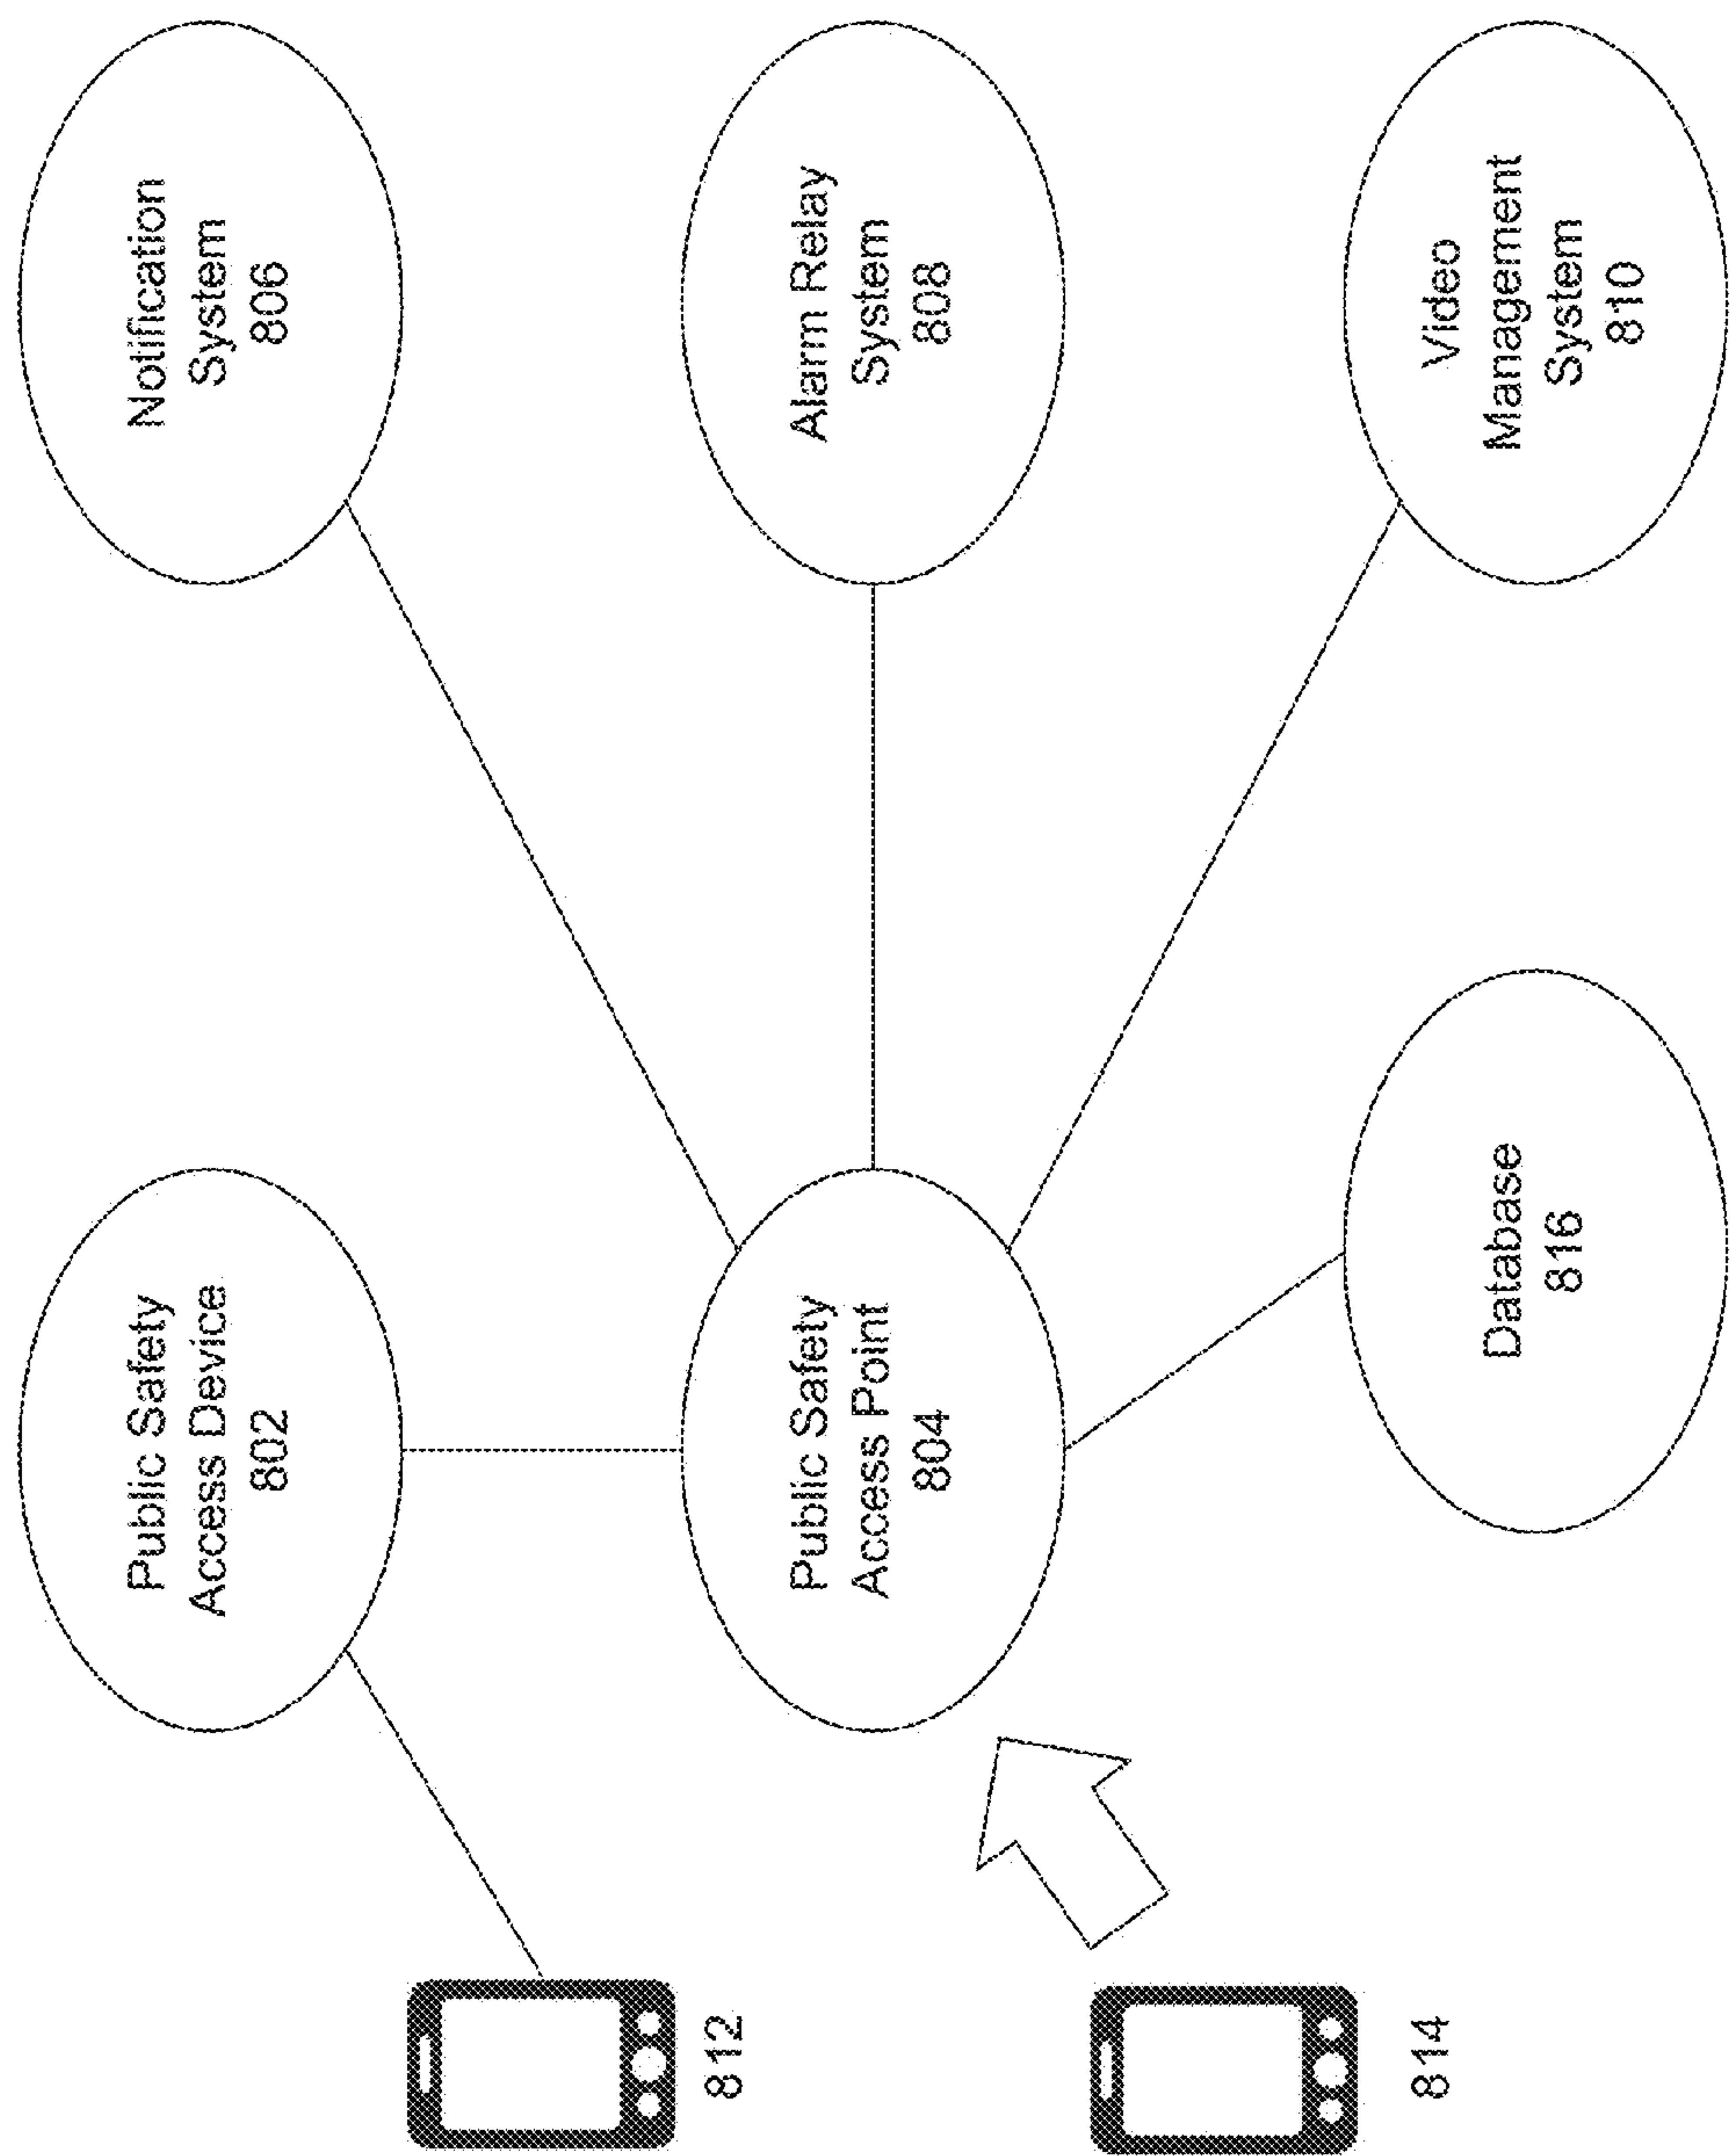 Public Safety
Access Device
802
Notification
System
806
Public Safety
Access Point
804
Alarm Relay
System
808
Database
816
Video
Management
System
810
812
814